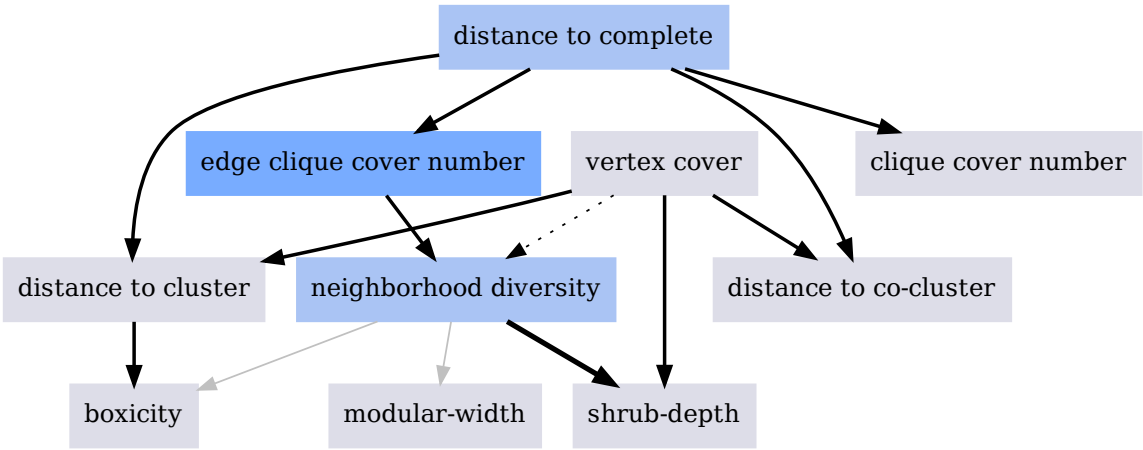 distance to complete
edge clique cover number
vertex cover
clique cover number
distance to cluster
neighborhood diversity
distance to co-cluster
boxicity
modular-width
shrub-depth